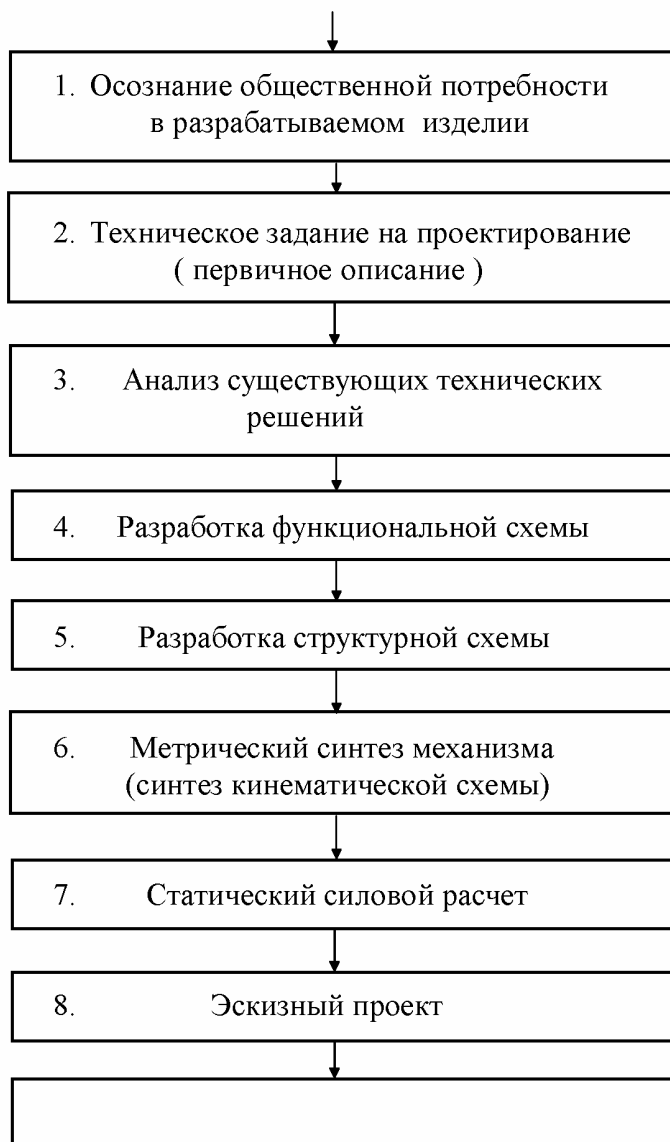 1. Осознание общественной потребности
в разрабатываемом изделии
2. Техническое задание на проектирование
( первичное описание )
3. Анализ существующих технических
решений
4. Разработка функциональной схемы
5. Разработка структурной схемы
6. Метрический синтез механизма
(синтез кинематической схемы)
7. Статический силовой расчет
8. Эскизный проект